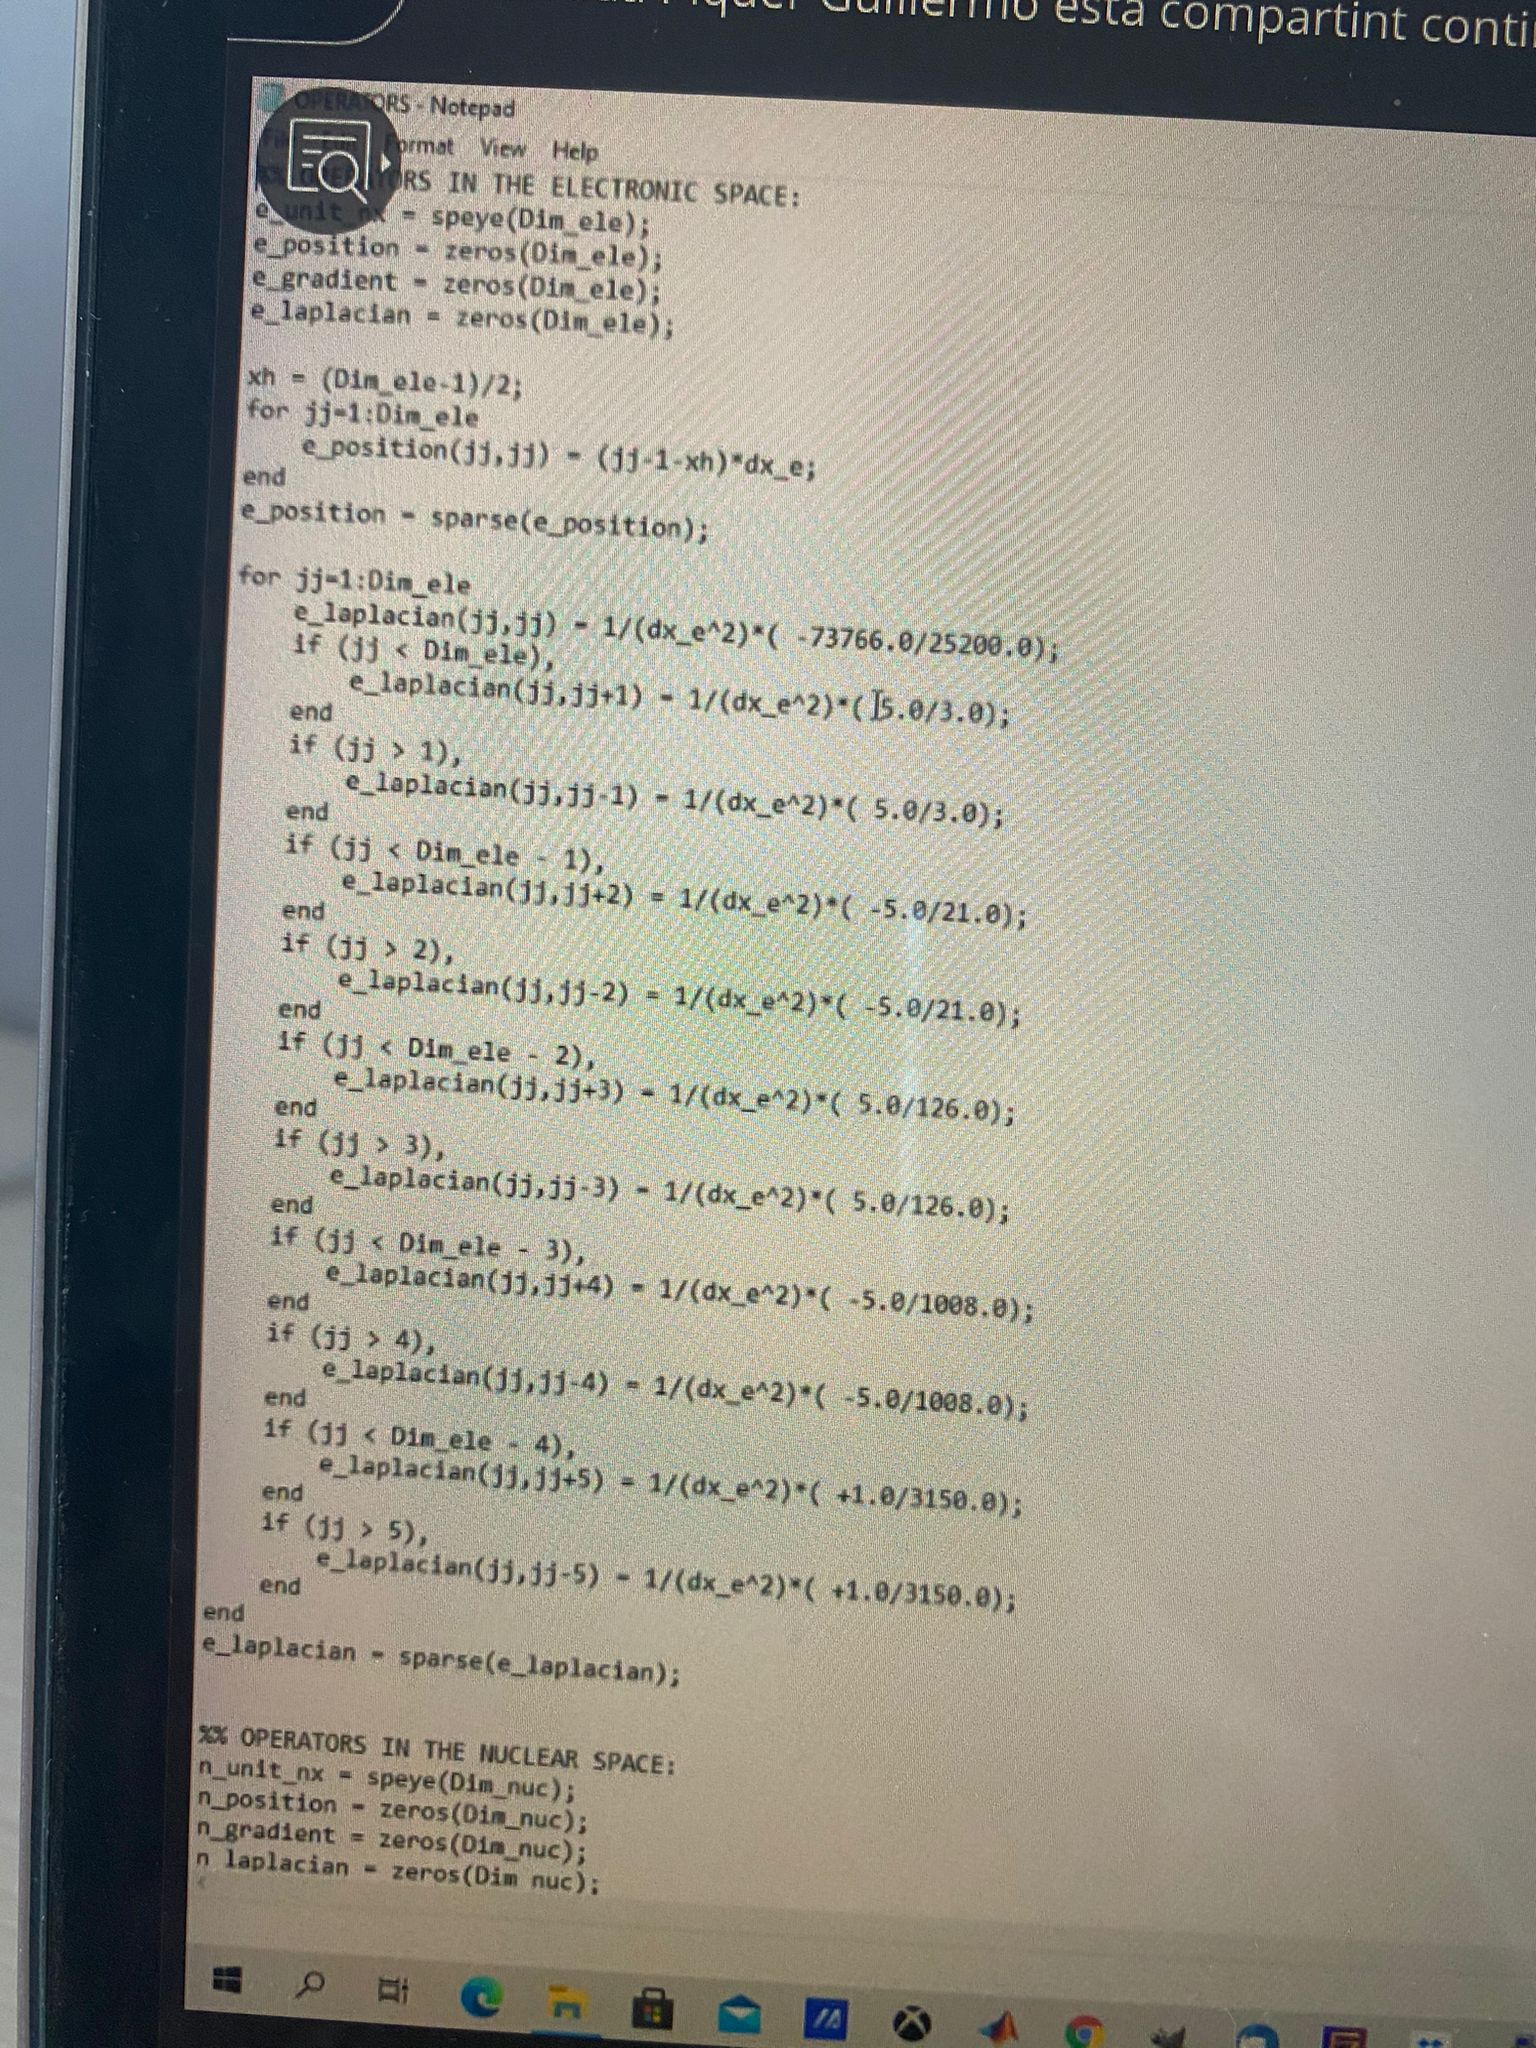 Guillermo està compartint
OPERATORS - Notepad
Format View Help
%% OPERATORS IN THE ELECTRONIC SPACE:
e_unit_nx = speye(Dim_ele);
e_position = zeros(Dim_ele);
e_gradient = zeros(Dim_ele);
e_laplacian = zeros(Dim_ele);
xh = (Dim_ele-1)/2;
for jj=1:Dim_ele
e_position(jj,jj) = (jj-1-xh)*dx_e;
end
e_position = sparse(e_position);
for jj=1:Dim_ele
e_laplacian(jj,jj) = 1/(dx_e^2)*( -73766.0/25200.0);
if (jj < Dim_ele),
e_laplacian(jj,jj+1) = 1/(dx_e^2)*( 5.0/3.0);
end
if (jj > 1),
e_laplacian(jj,jj-1) = 1/(dx_e^2)*( 5.0/3.0);
end
if (jj < Dim_ele - 1),
e_laplacian(jj,jj+2) = 1/(dx_e^2)*( -5.0/21.0);
end
if (jj > 2),
e_laplacian(jj,jj-2) = 1/(dx_e^2)*( -5.0/21.0);
end
if (jj < Dim_ele - 2),
e_laplacian(jj,jj+3) = 1/(dx_e^2)*( 5.0/126.0);
end
if (jj > 3),
e_laplacian(jj,jj-3) = 1/(dx_e^2)*( 5.0/126.0);
end
if (jj < Dim_ele - 3),
e_laplacian(jj,jj+4) = 1/(dx_e^2)*( -5.0/1008.0);
end
if (jj > 4),
e_laplacian(jj,jj-4) = 1/(dx_e^2)*( -5.0/1008.0);
end
if (jj < Dim_ele - 4),
e_laplacian(jj,jj+5) = 1/(dx_e^2)*( +1.0/3150.0);
end
if (jj > 5),
e_laplacian(jj,jj-5) = 1/(dx_e^2)*( +1.0/3150.0);
end
end
e_laplacian = sparse(e_laplacian);
%% OPERATORS IN THE NUCLEAR SPACE:
n_unit_nx = speye(Dim_nuc);
n_position = zeros(Dim_nuc);
n_gradient = zeros(Dim_nuc);
n_laplacian = zeros(Dim_nuc);